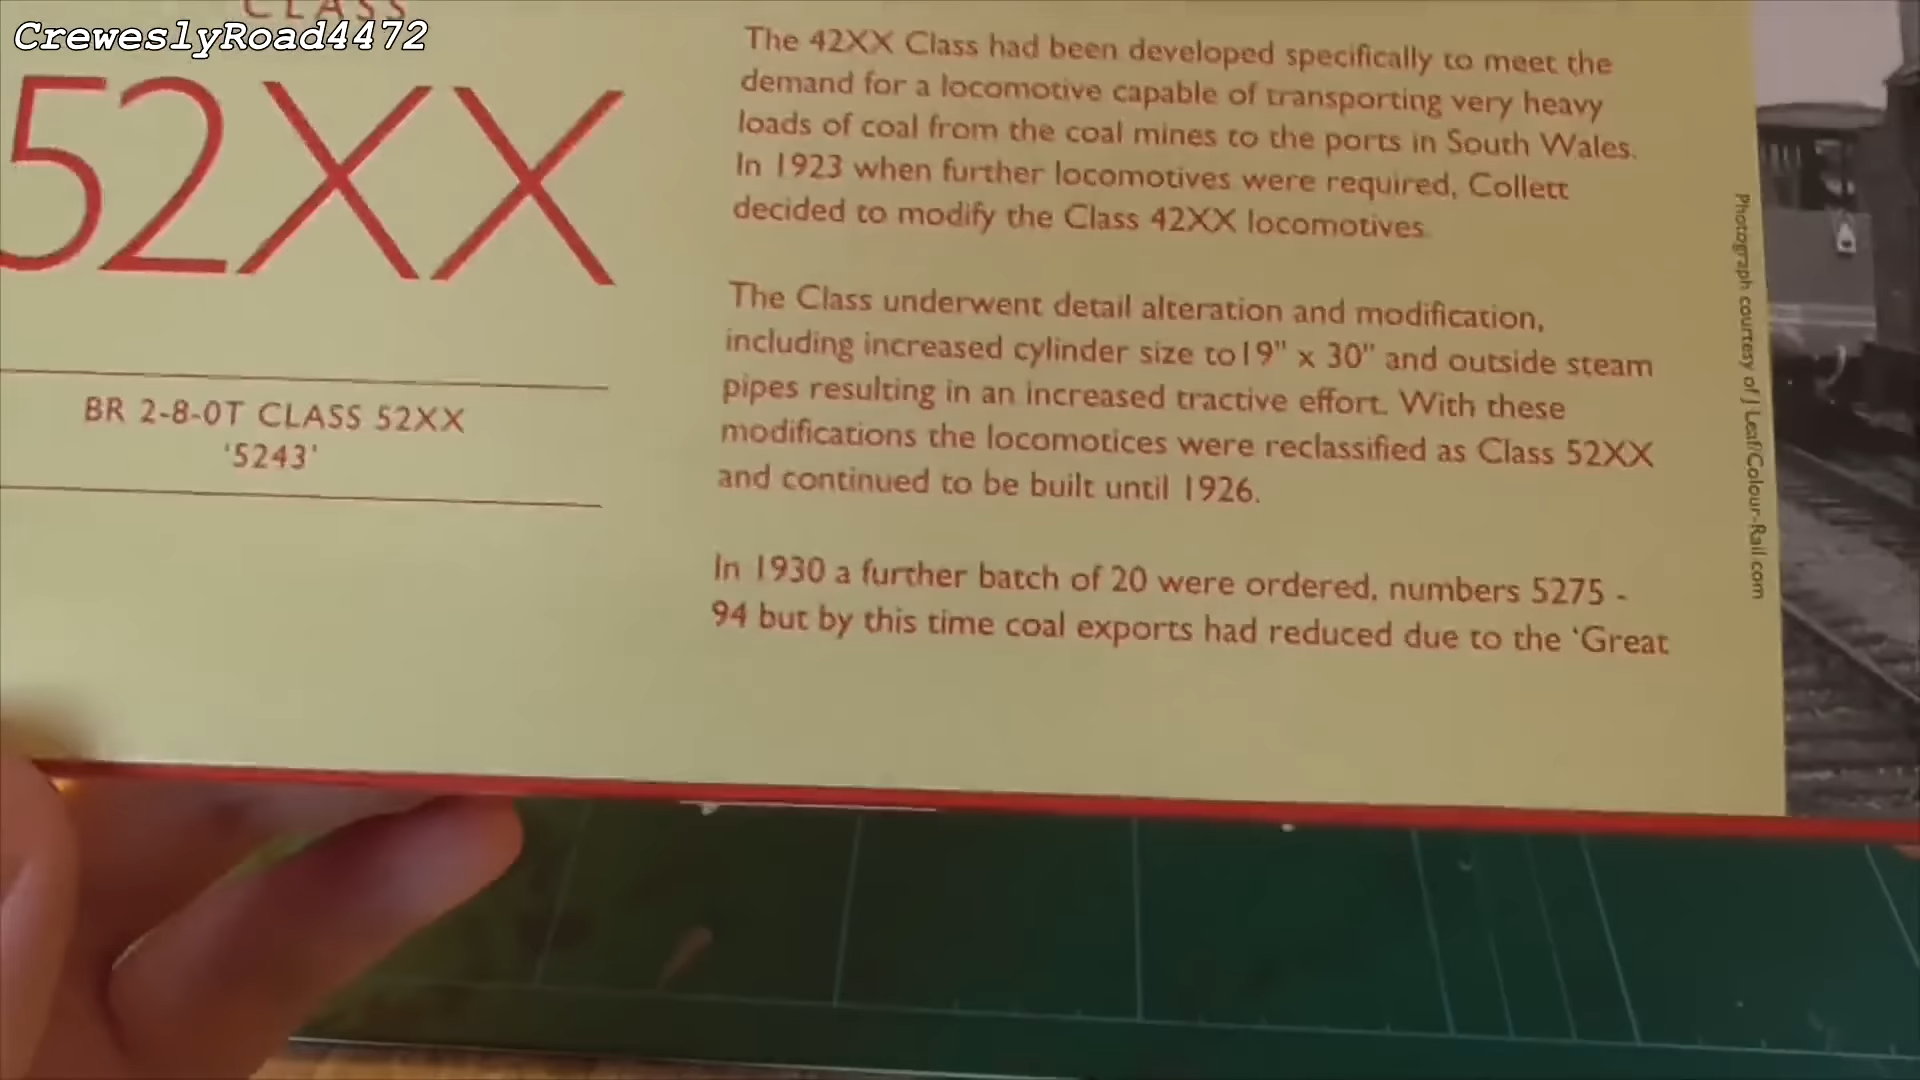 CLASS
CreweslyRoad4472
52XX
BR 2-8-0T CLASS 52XX
'5243'
The 42XX Class had been developed specifically to meet the
demand for a locomotive capable of transporting very heavy
loads of coal from the coal mines to the ports in South Wales.
In 1923 when further locomotives were required, Collett
decided to modify the Class 42XX locomotives.
The Class underwent detail alteration and modification,
including increased cylinder size to19" x 30" and outside steam
pipes resulting in an increased tractive effort. With these
modifications the locomotices were reclassified as Class 52XX
and continued to be built until 1926.
In 1930 a further batch of 20 were ordered, numbers 5275 -
94 but by this time coal exports had reduced due to the 'Great
Photograph courtesy of J Leaf/Colour-Rail.com